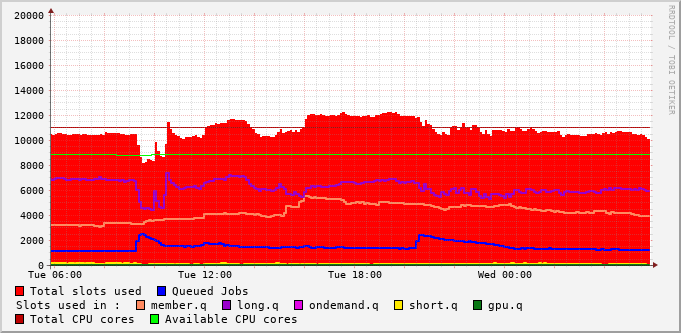 RRDTOOL / TOBI OETIKER
20000
18000
16000
14000
12000
10000
8000
6000
4000
2000
0
Tue 06:00 Tue 12:00 Tue 18:00 Wed 00:00
Total slots used Queued Jobs
Slots used in : member.q long.q ondemand.q short.q gpu.q
Total CPU cores Available CPU cores